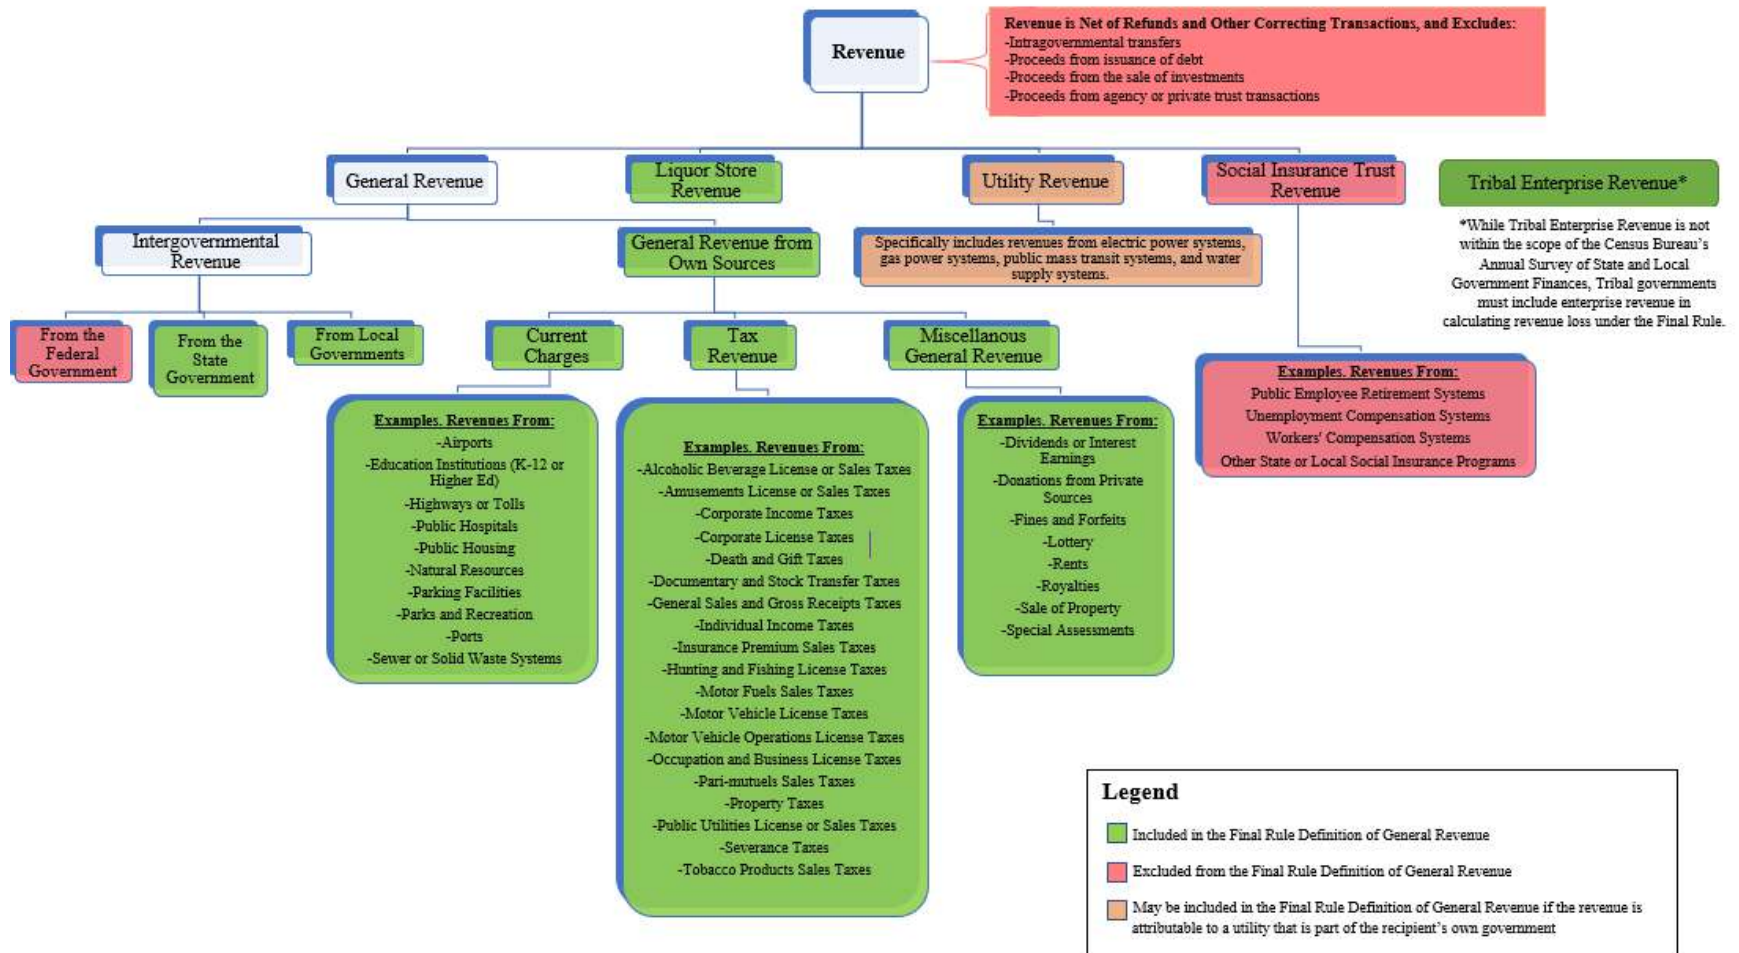 Revenue
Revenue is Net of Refunds and Other Correcting Transactions, and Excludes:
-Intragovernmental transfers
-Proceeds from issuance of debt
-Proceeds from the sale of investments
-Proceeds from agency or private trust transactions
General Revenue
Liquor Store
Revenue
Utility Revenue
Social Insurance Trust
Revenue
Tribal Enterprise Revenue*
*While Tribal Enterprise Revenue is not
within the scope of the Census Bureau's
Annual Survey of State and Local
Government Finances, Tribal governments
must include enterprise revenue in
calculating revenue loss under the Final Rule.
Intergovernmental
Revenue
General Revenue from
Own Sources
Specifically includes revenues from electric power systems,
gas power systems, public mass transit systems, and water
supply systems.
From the
Federal
Government
From the
State
Government
From Local
Governments
Current
Charges
Tax
Revenue
Miscellanous
General Revenue
Examples. Revenues From:
-Airports
-Education Institutions (K-12 or
Higher Ed)
-Highways or Tolls
-Public Hospitals
-Public Housing
-Natural Resources
-Parking Facilities
-Parks and Recreation
-Ports
-Sewer or Solid Waste Systems
Examples. Revenues From:
-Alcoholic Beverage License or Sales Taxes
-Amusements License or Sales Taxes
-Corporate Income Taxes
-Corporate License Taxes
-Death and Gift Taxes
-Documentary and Stock Transfer Taxes
-General Sales and Gross Receipts Taxes
-Individual Income Taxes
-Insurance Premium Sales Taxes
-Hunting and Fishing License Taxes
-Motor Fuels Sales Taxes
-Motor Vehicle License Taxes
-Motor Vehicle Operations License Taxes
-Occupation and Business License Taxes
-Pari-mutuels Sales Taxes
-Property Taxes
-Public Utilities License or Sales Taxes
-Severance Taxes
-Tobacco Products Sales Taxes
Examples. Revenues From:
-Dividends or Interest
Earnings
-Donations from Private
Sources
-Fines and Forfeits
-Lottery
-Rents
-Royalties
-Sale of Property
-Special Assessments
Examples. Revenues From:
Public Employee Retirement Systems
Unemployment Compensation Systems
Workers' Compensation Systems
Other State or Local Social Insurance Programs
Legend
Included in the Final Rule Definition of General Revenue
Excluded from the Final Rule Definition of General Revenue
May be included in the Final Rule Definition of General Revenue if the revenue is
attributable to a utility that is part of the recipient's own government